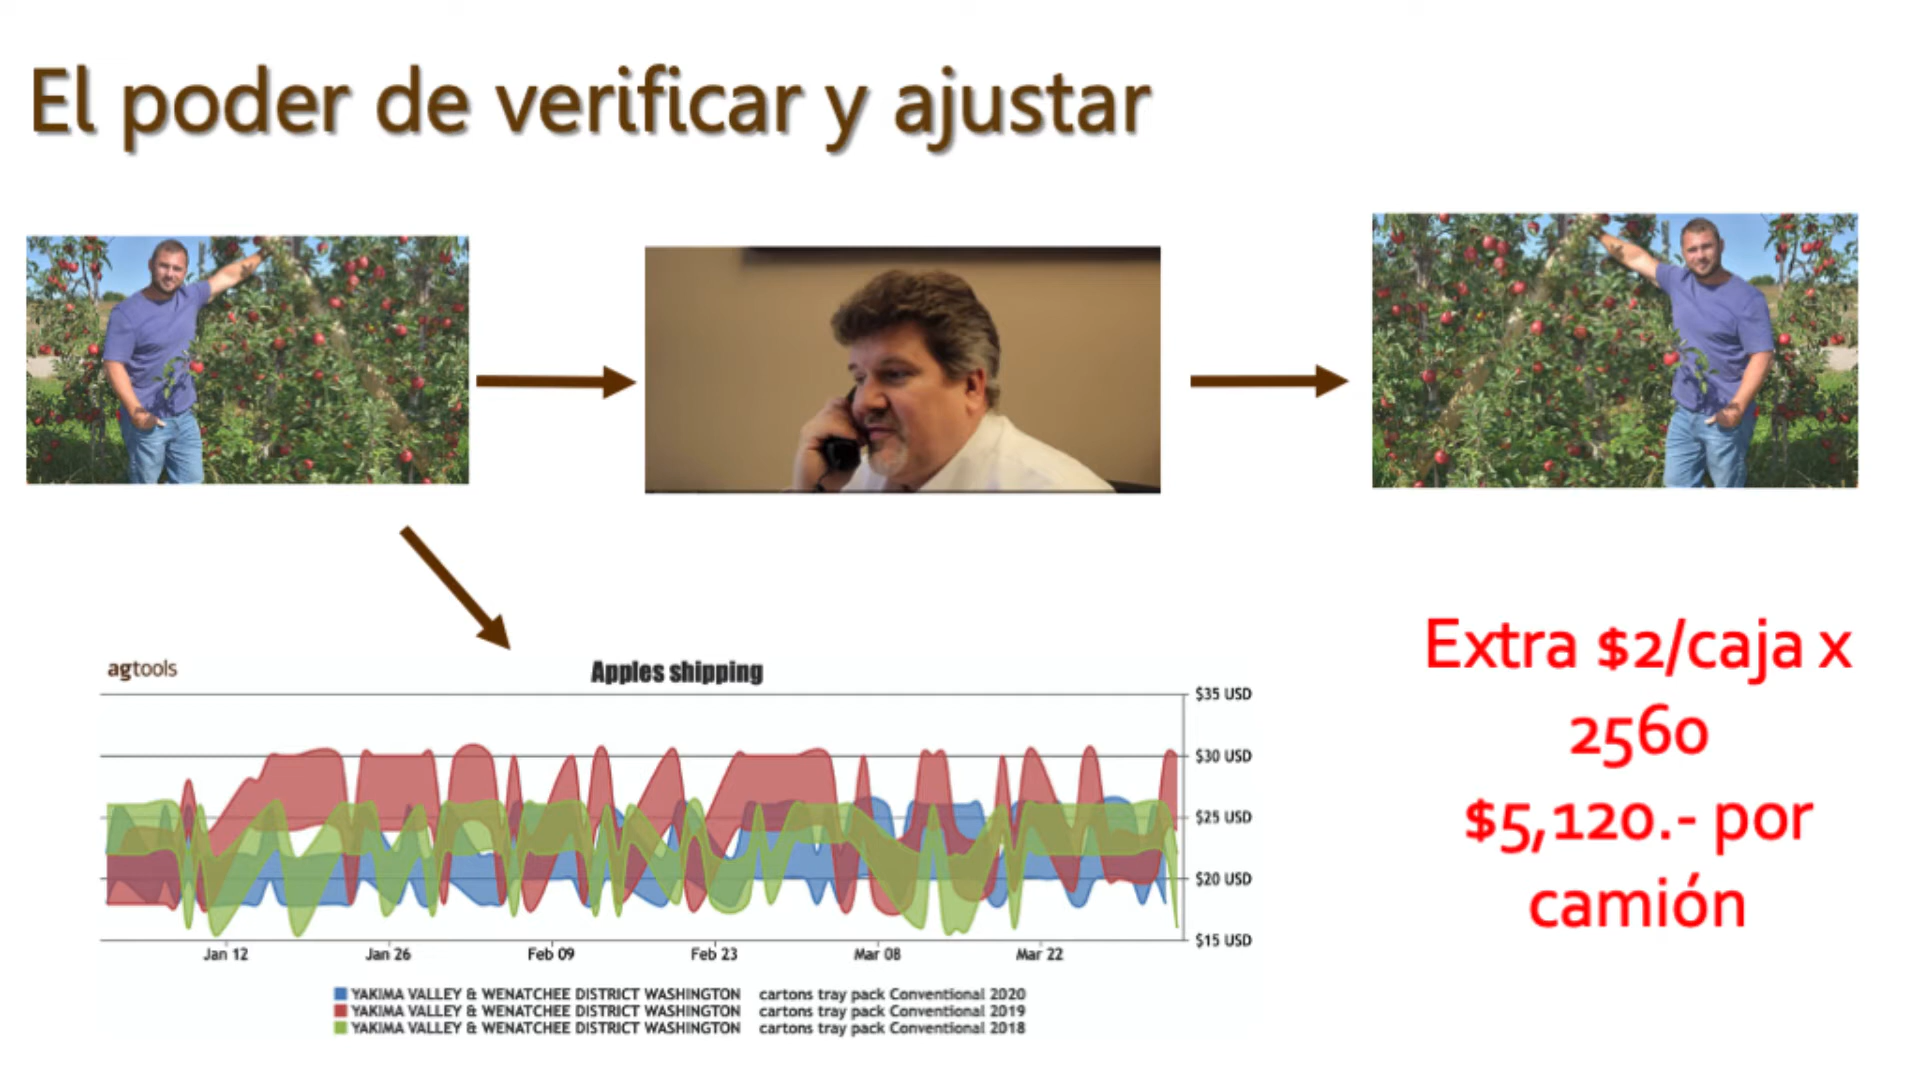 El poder de verificar y ajustar
agtools
Apples shipping
$35 USD
$30 USD
$25 USD
$20 USD
$15 USD
Jan 12
Jan 26
Feb 09
Feb 23
Mar 08
Mar 22
YAKIMA VALLEY & WENATCHEE DISTRICT WASHINGTON cartons tray pack Conventional 2020
YAKIMA VALLEY & WENATCHEE DISTRICT WASHINGTON cartons tray pack Conventional 2019
YAKIMA VALLEY & WENATCHEE DISTRICT WASHINGTON cartons tray pack Conventional 2018
Extra $2/caja x
2560
$5,120.- por
camión